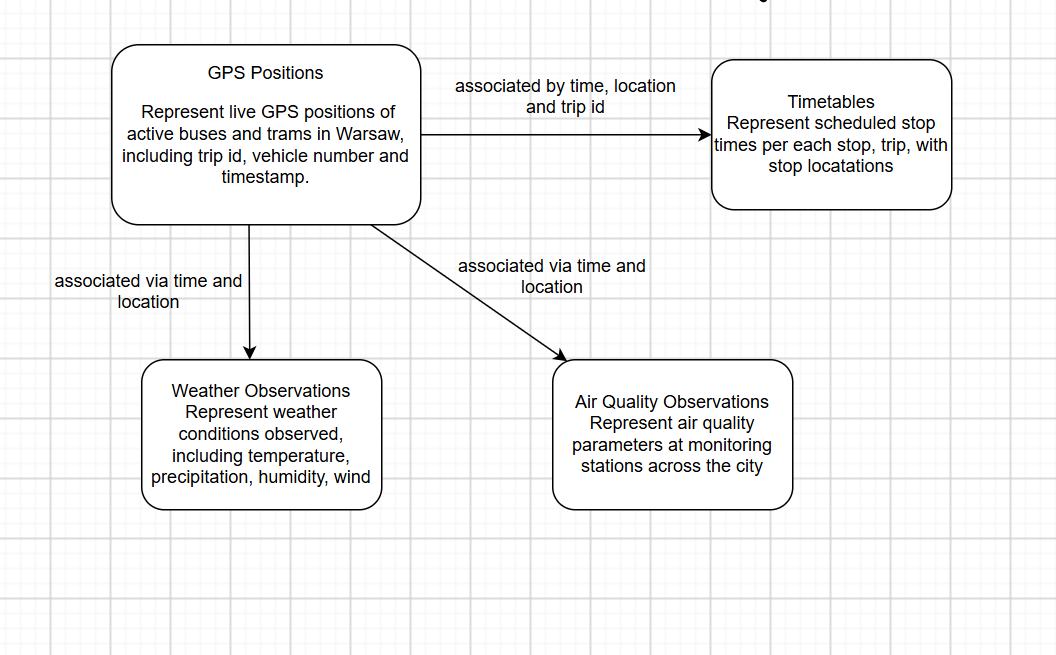 GPS Positions
Represent live GPS positions of
active buses and trams in Warsaw,
including trip id, vehicle number and
timestamp.
associated by time, location
and trip id
Timetables
Represent scheduled stop
times per each stop, trip, with
stop locatations
associated via time and
location
associated via time and
location
Weather Observations
Represent weather
conditions observed,
including temperature,
precipitation, humidity, wind
Air Quality Observations
Represent air quality
parameters at monitoring
stations across the city